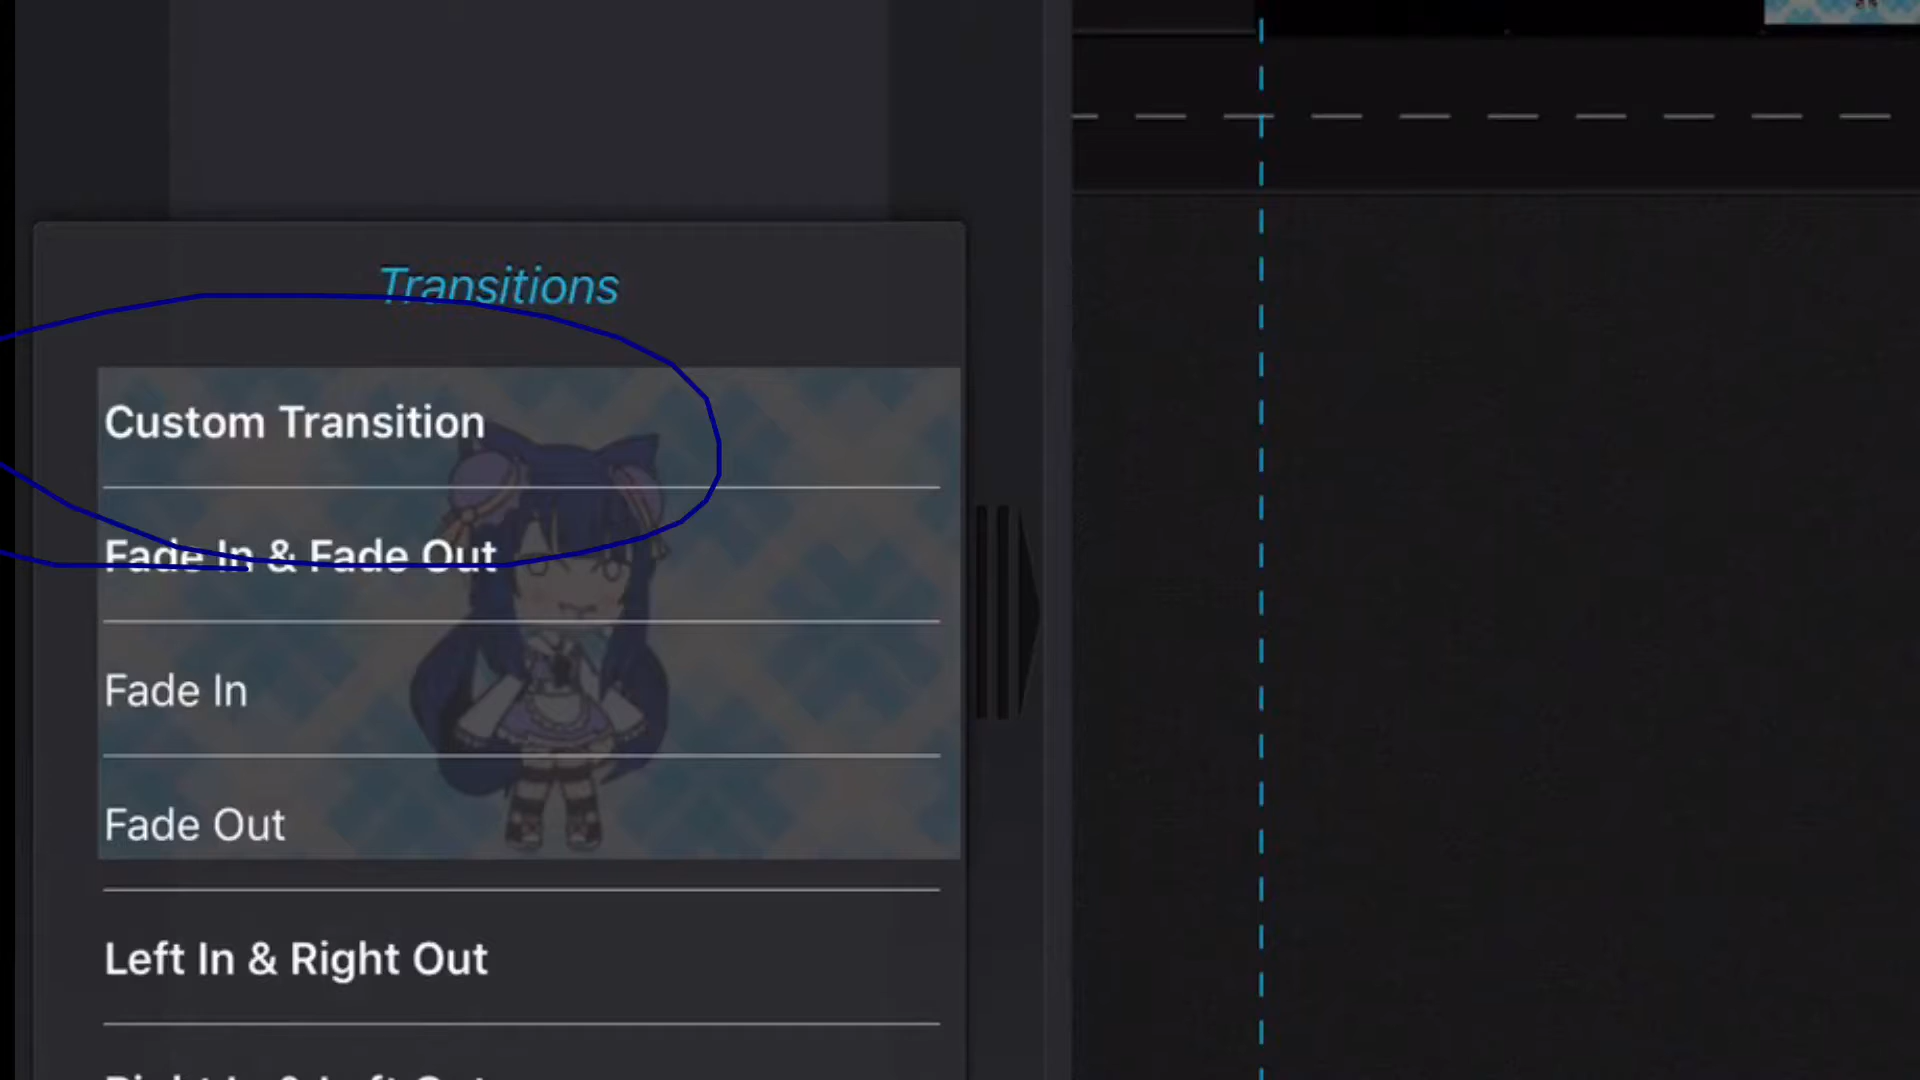 Transitions
Custom Transition
Fade In & Fade Out
Fade In
Fade Out
Left In & Right Out